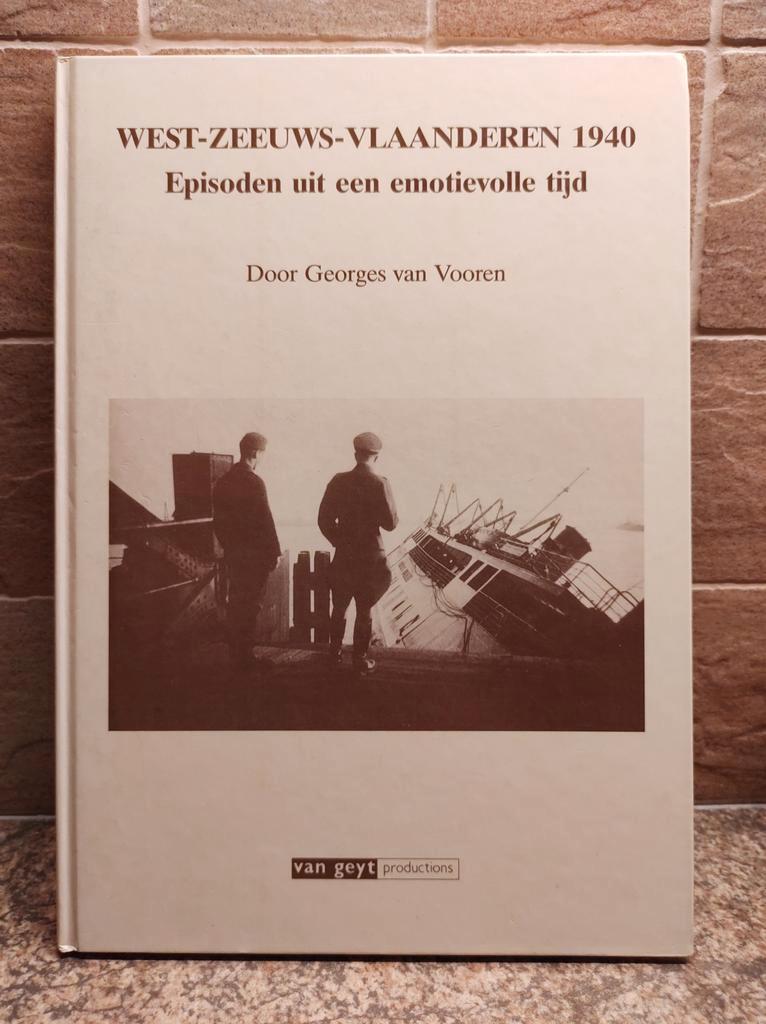 WEST-ZEEUWS-VLAANDEREN 1940
Episoden uit een emotievolle tijd
Door Georges van Vooren
van geyt productions